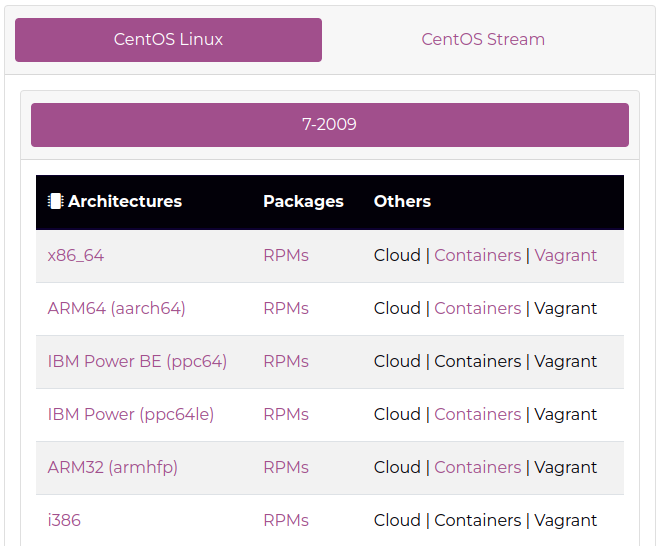 CentOS Linux CentOS Stream
7-2009
Architectures Packages Others
x86_64 RPMs Cloud | Containers | Vagrant
ARM64 (aarch64) RPMs Cloud | Containers | Vagrant
IBM Power BE (ppc64) RPMs Cloud | Containers | Vagrant
IBM Power (ppc64le) RPMs Cloud | Containers | Vagrant
ARM32 (armhfp) RPMs Cloud | Containers | Vagrant
i386 RPMs Cloud | Containers | Vagrant